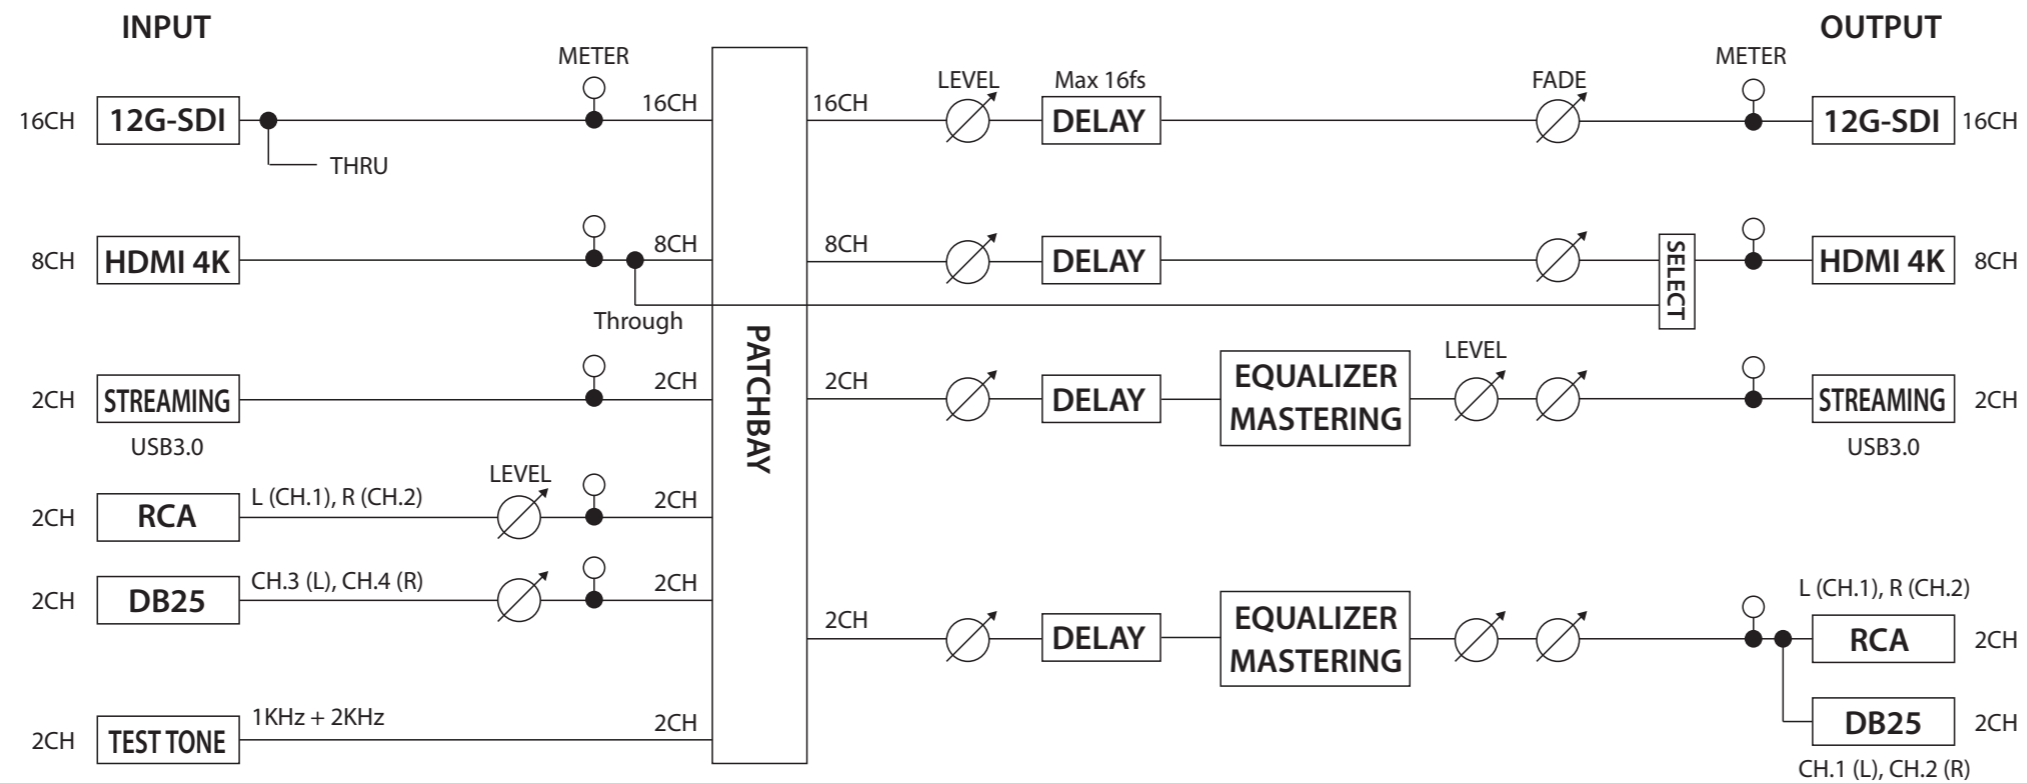 INPUT
OUTPUT
METER
METER
LEVEL
Max 16fs
FADE
16CH
12G-SDI
16CH
16CH
DELAY
12G-SDI
16CH
THRU
8CH
HDMI 4K
8CH
8CH
DELAY
SELECT
HDMI 4K
8CH
Through
PATCHBAY
LEVEL
2CH
STREAMING
2CH
2CH
DELAY
EQUALIZER
MASTERING
STREAMING
2CH
USB3.0
USB3.0
LEVEL
2CH
RCA
L (CH.1), R (CH.2)
2CH
2CH
DB25
CH.3 (L), CH.4 (R)
2CH
2CH
DELAY
EQUALIZER
MASTERING
L (CH.1), R (CH.2)
RCA
2CH
2CH
TEST TONE
1KHz + 2KHz
2CH
DB25
2CH
CH.1 (L), CH.2 (R)